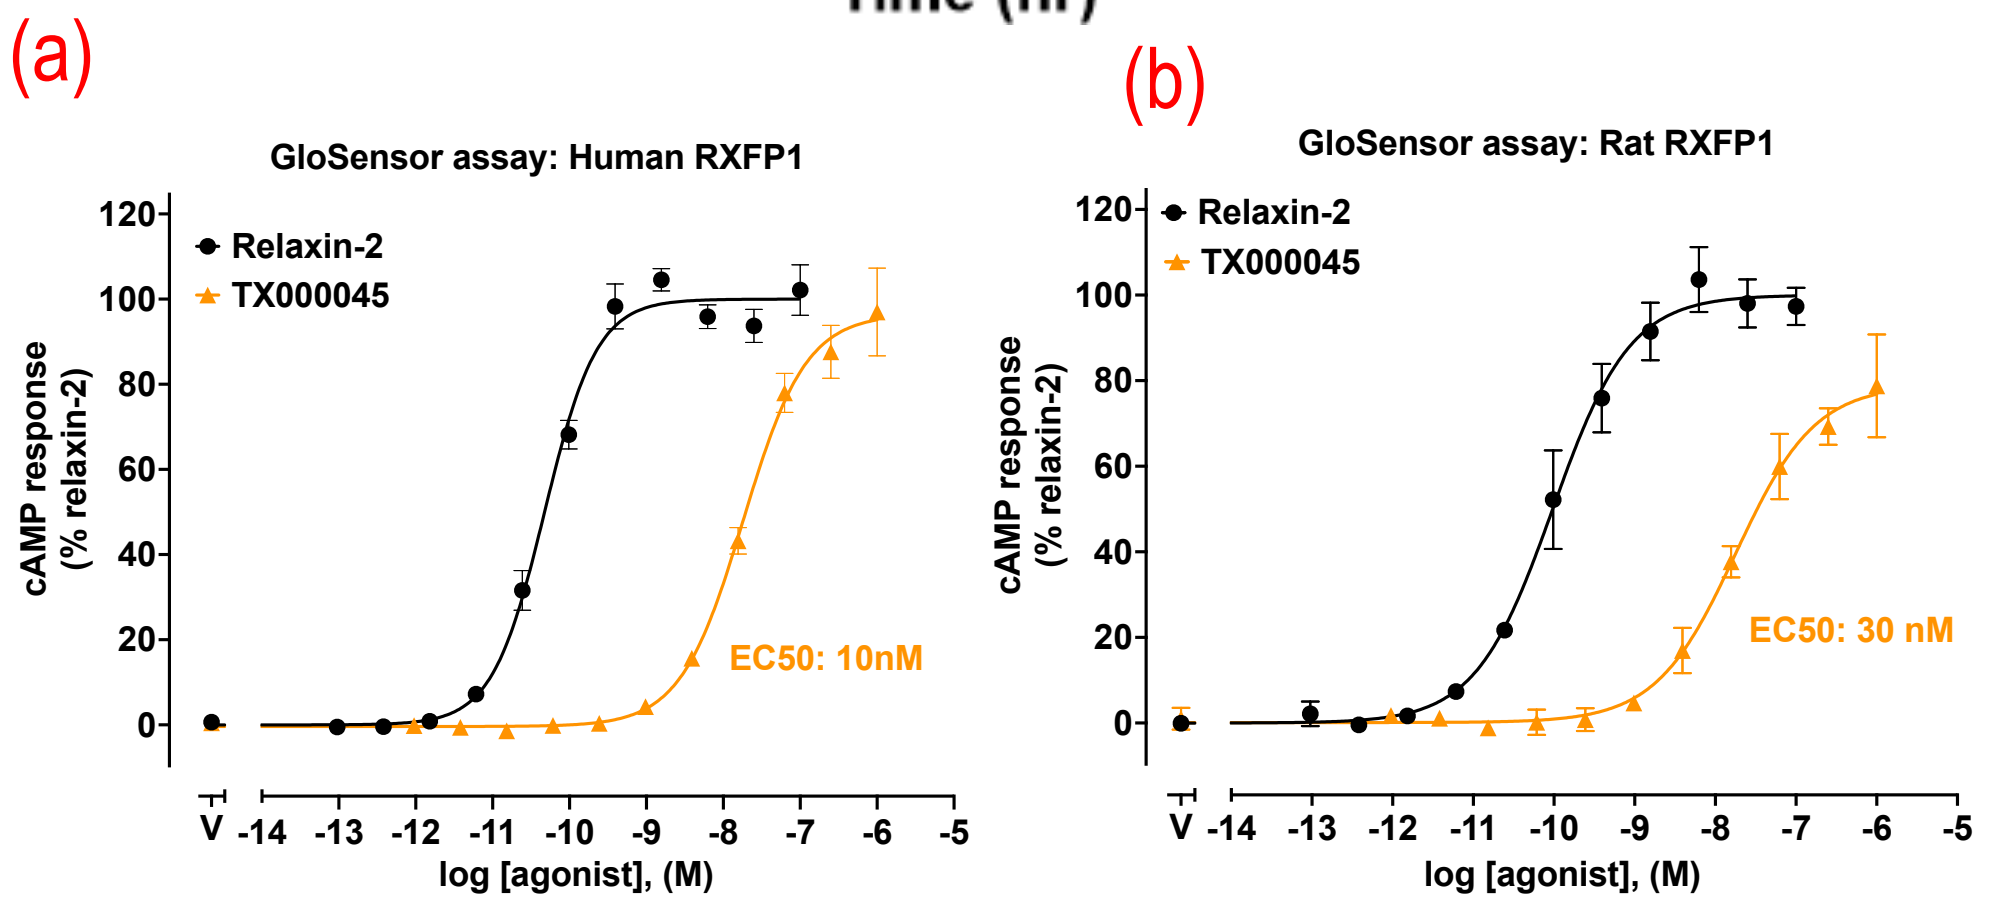 Time (hr)
(a)
GloSensor assay: Human RXFP1
120
100
80
60
40
20
0
cAMP response
(% relaxin-2)
Relaxin-2
TX000045
EC50: 10nM
V -14 -13 -12 -11 -10 -9 -8 -7 -6 -5
log [agonist], (M)
(b)
GloSensor assay: Rat RXFP1
120
100
80
60
40
20
0
cAMP response
(% relaxin-2)
Relaxin-2
TX000045
EC50: 30 nM
V -14 -13 -12 -11 -10 -9 -8 -7 -6 -5
log [agonist], (M)